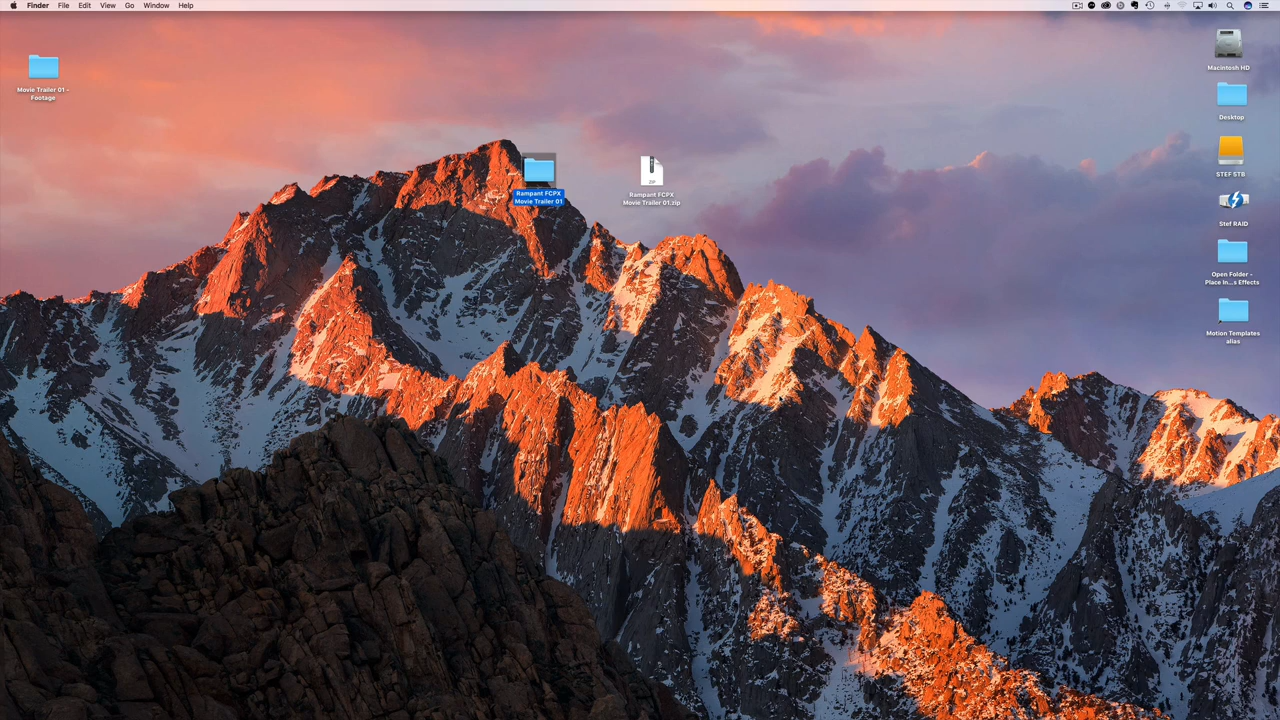 Finder File Edit View Go Window Help
Macintosh HD
Movie Trailer 01 -
Footage
Desktop
STEF 5TB
Rampant FCPX
Movie Trailer 01
ZIP
Rampant FCPX
Movie Trailer 01.zip
Stef RAID
Open Folder -
Place In...s Effects
Motion Templates
alias